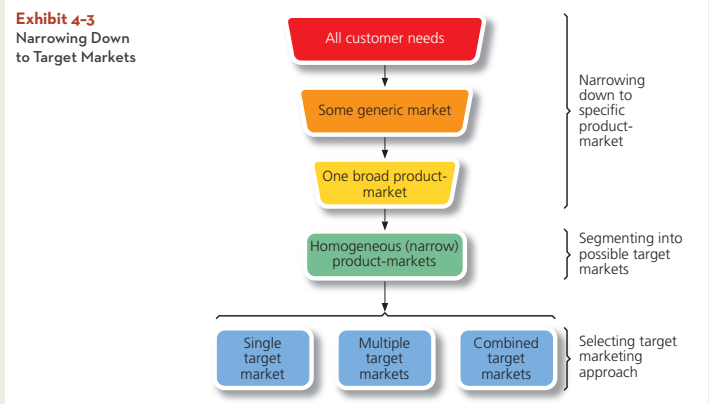 Exhibit 4-3
Narrowing Down
to Target Markets
All customer needs
Some generic market
One broad product-
market
Narrowing
down to
specific
product-
market
Homogeneous (narrow)
product-markets
Segmenting into
possible target
markets
Single
target
market
Multiple
target
markets
Combined
target
markets
Selecting target
marketing
approach